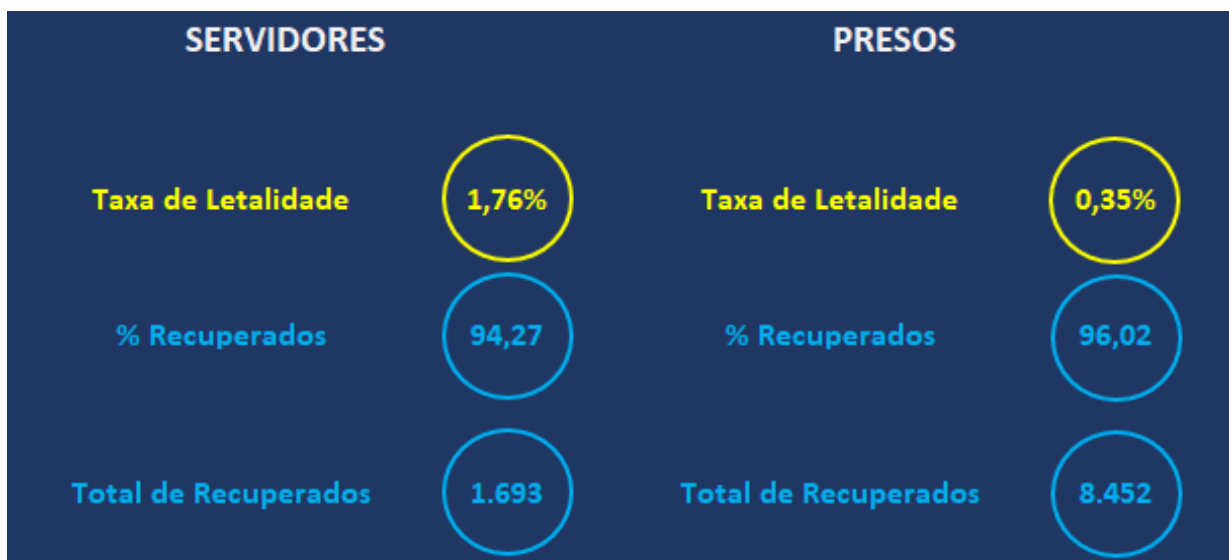 SERVIDORES
PRESOS
Taxa de Letalidade 1,76%
Taxa de Letalidade 0,35%
% Recuperados 94,27
% Recuperados 96,02
Total de Recuperados 1.693
Total de Recuperados 8.452